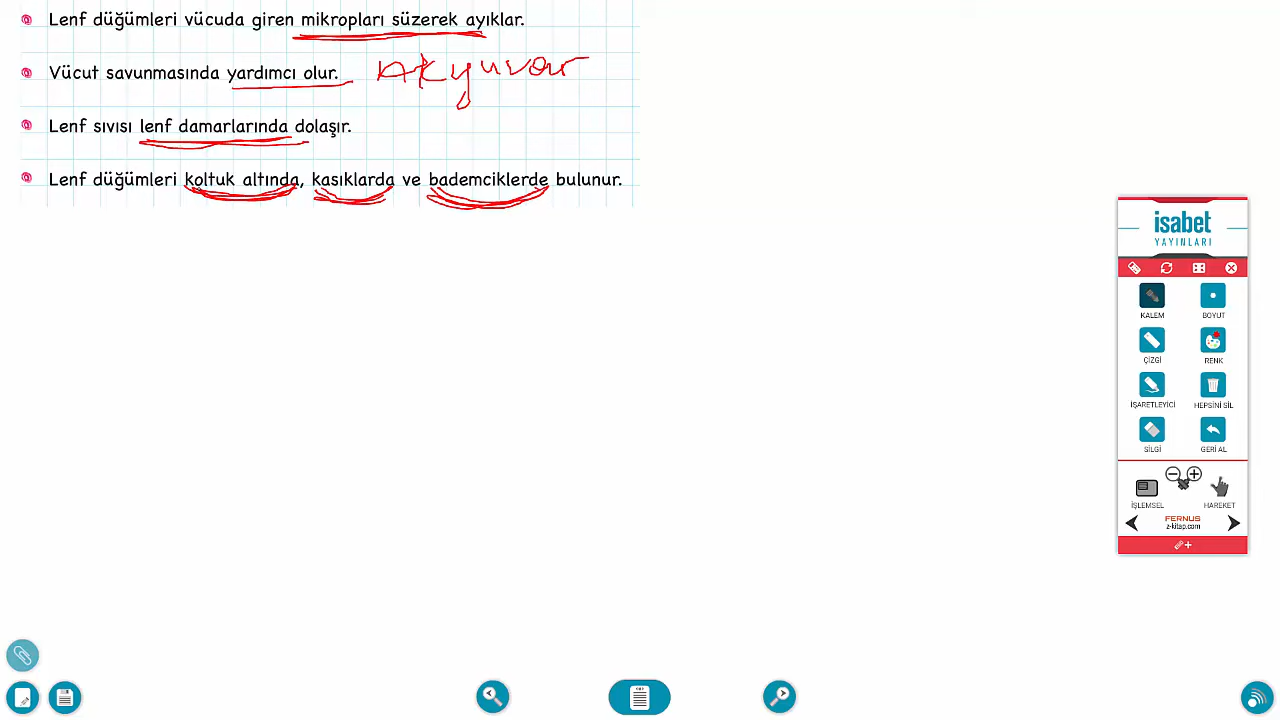 Lenf düğümleri vücuda giren mikropları süzerek ayıklar.
Vücut savunmasında yardımcı olur. Akyuvar
Lenf sıvısı lenf damarlarında dolaşır.
Lenf düğümleri koltuk altında, kasıklarda ve bademciklerde bulunur.
isabet
YAYINLARI
KALEM BOYUT
ÇİZGİ RENK
İŞARETLEYİCİ HEPSİNİ SİL
SİLGİ GERİ AL
İŞLEMSEL HAREKET
FERNUS
z-kitap.com